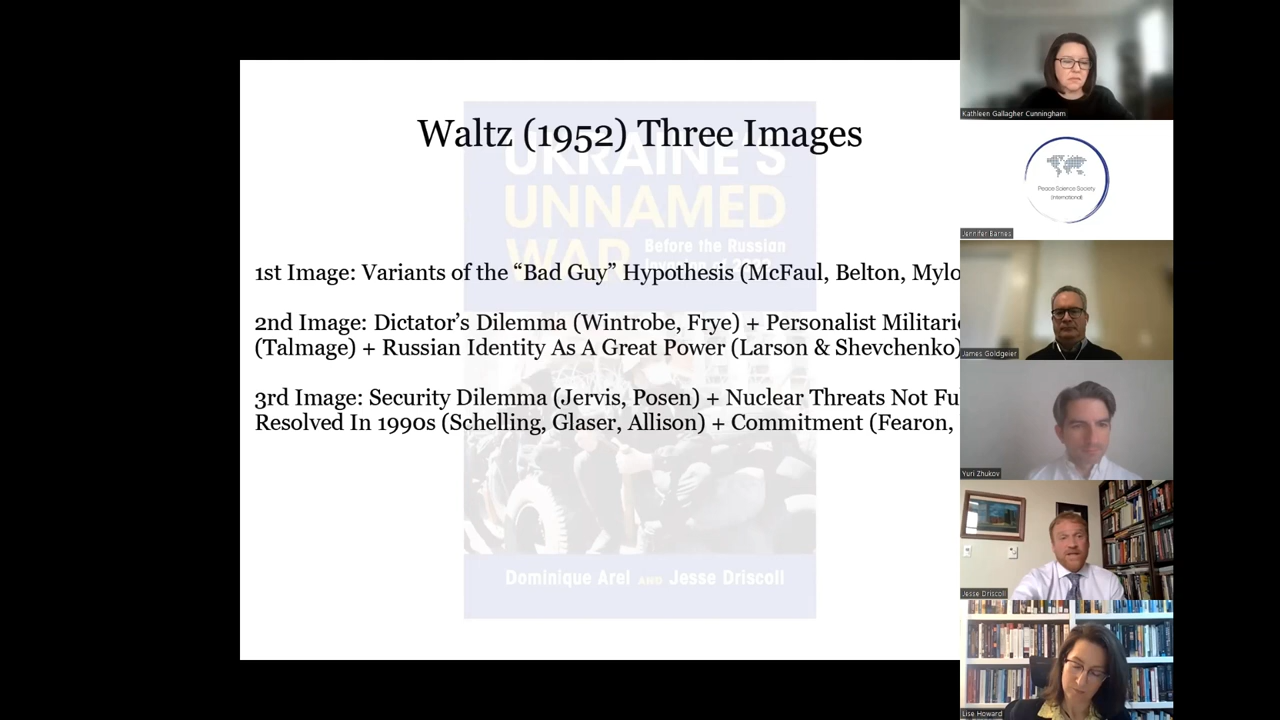 Waltz (1952) Three Images
UKRAINE'S
UNNAMED
WAR
Before the Russian
1st Image: Variants of the “Bad Guy” Hypothesis (McFaul, Belton, Mylo
2nd Image: Dictator’s Dilemma (Wintrobe, Frye) + Personalist Militarie
(Talmage) + Russian Identity As A Great Power (Larson & Shevchenko)
3rd Image: Security Dilemma (Jervis, Posen) + Nuclear Threats Not Fu
Resolved In 1990s (Schelling, Glaser, Allison) + Commitment (Fearon,
Dominique Arel AND Jesse Driscoll
Kathleen Gallagher Cunningham
Peace Science Society
(International)
Jennifer Barnes
James Goldgeier
Yuri Zhukov
Jesse Driscoll
Lise Howard